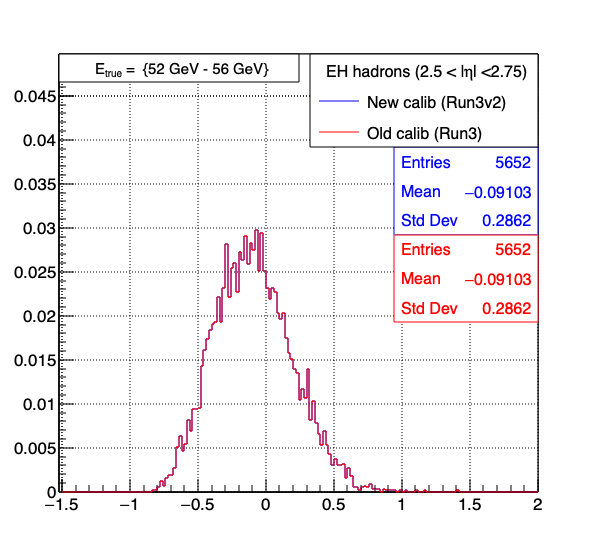 E_true = {52 GeV - 56 GeV}
EH hadrons (2.5 < |η| <2.75)
New calib (Run3v2)
Old calib (Run3)
Entries 5652
Mean −0.09103
Std Dev 0.2862
Entries 5652
Mean −0.09103
Std Dev 0.2862
0.045
0.04
0.035
0.03
0.025
0.02
0.015
0.01
0.005
0
−1.5 −1 −0.5 0 0.5 1 1.5 2